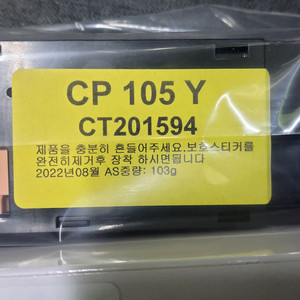 CP 105 Y
CT201594
제품을 충분히 흔들어주세요.보호스티커를
완전히제거후 장착 하시면됩니다
2022년08월 AS중량: 103g